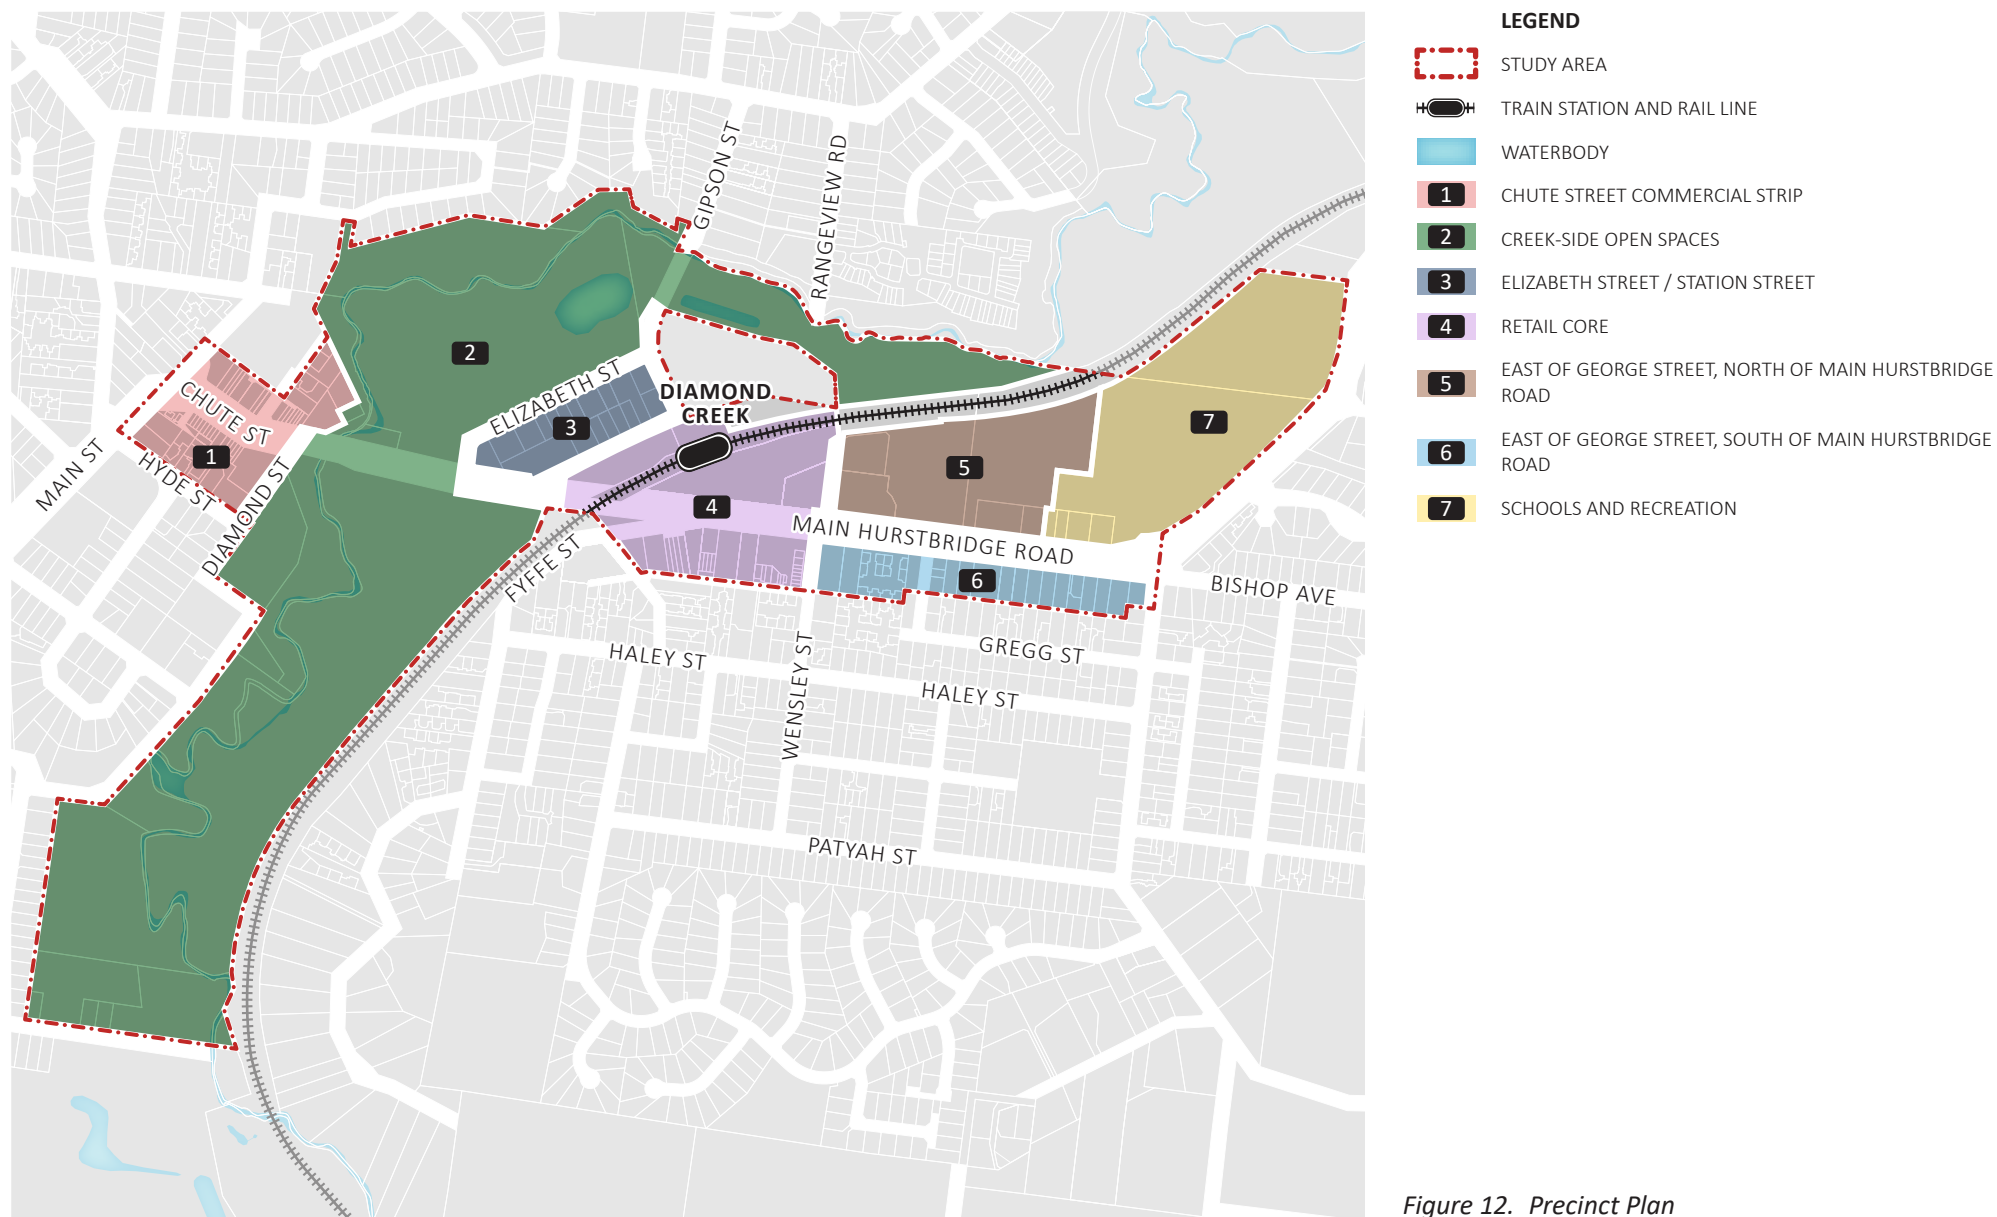 LEGEND
STUDY AREA
TRAIN STATION AND RAIL LINE
WATERBODY
1 CHUTE STREET COMMERCIAL STRIP
2 CREEK-SIDE OPEN SPACES
3 ELIZABETH STREET / STATION STREET
4 RETAIL CORE
5 EAST OF GEORGE STREET, NORTH OF MAIN HURSTBRIDGE
ROAD
6 EAST OF GEORGE STREET, SOUTH OF MAIN HURSTBRIDGE
ROAD
7 SCHOOLS AND RECREATION
GIPSON ST
RANGEVIEW RD
2
ELIZABETH ST
DIAMOND
CREEK
3
CHUTE ST
1
MAIN ST
HYDE ST
DIAMOND ST
7
5
4
MAIN HURSTBRIDGE ROAD
6
FYFFE ST
BISHOP AVE
HALEY ST
WENSLEY ST
GREGG ST
HALEY ST
PATYAH ST
Figure 12. Precinct Plan